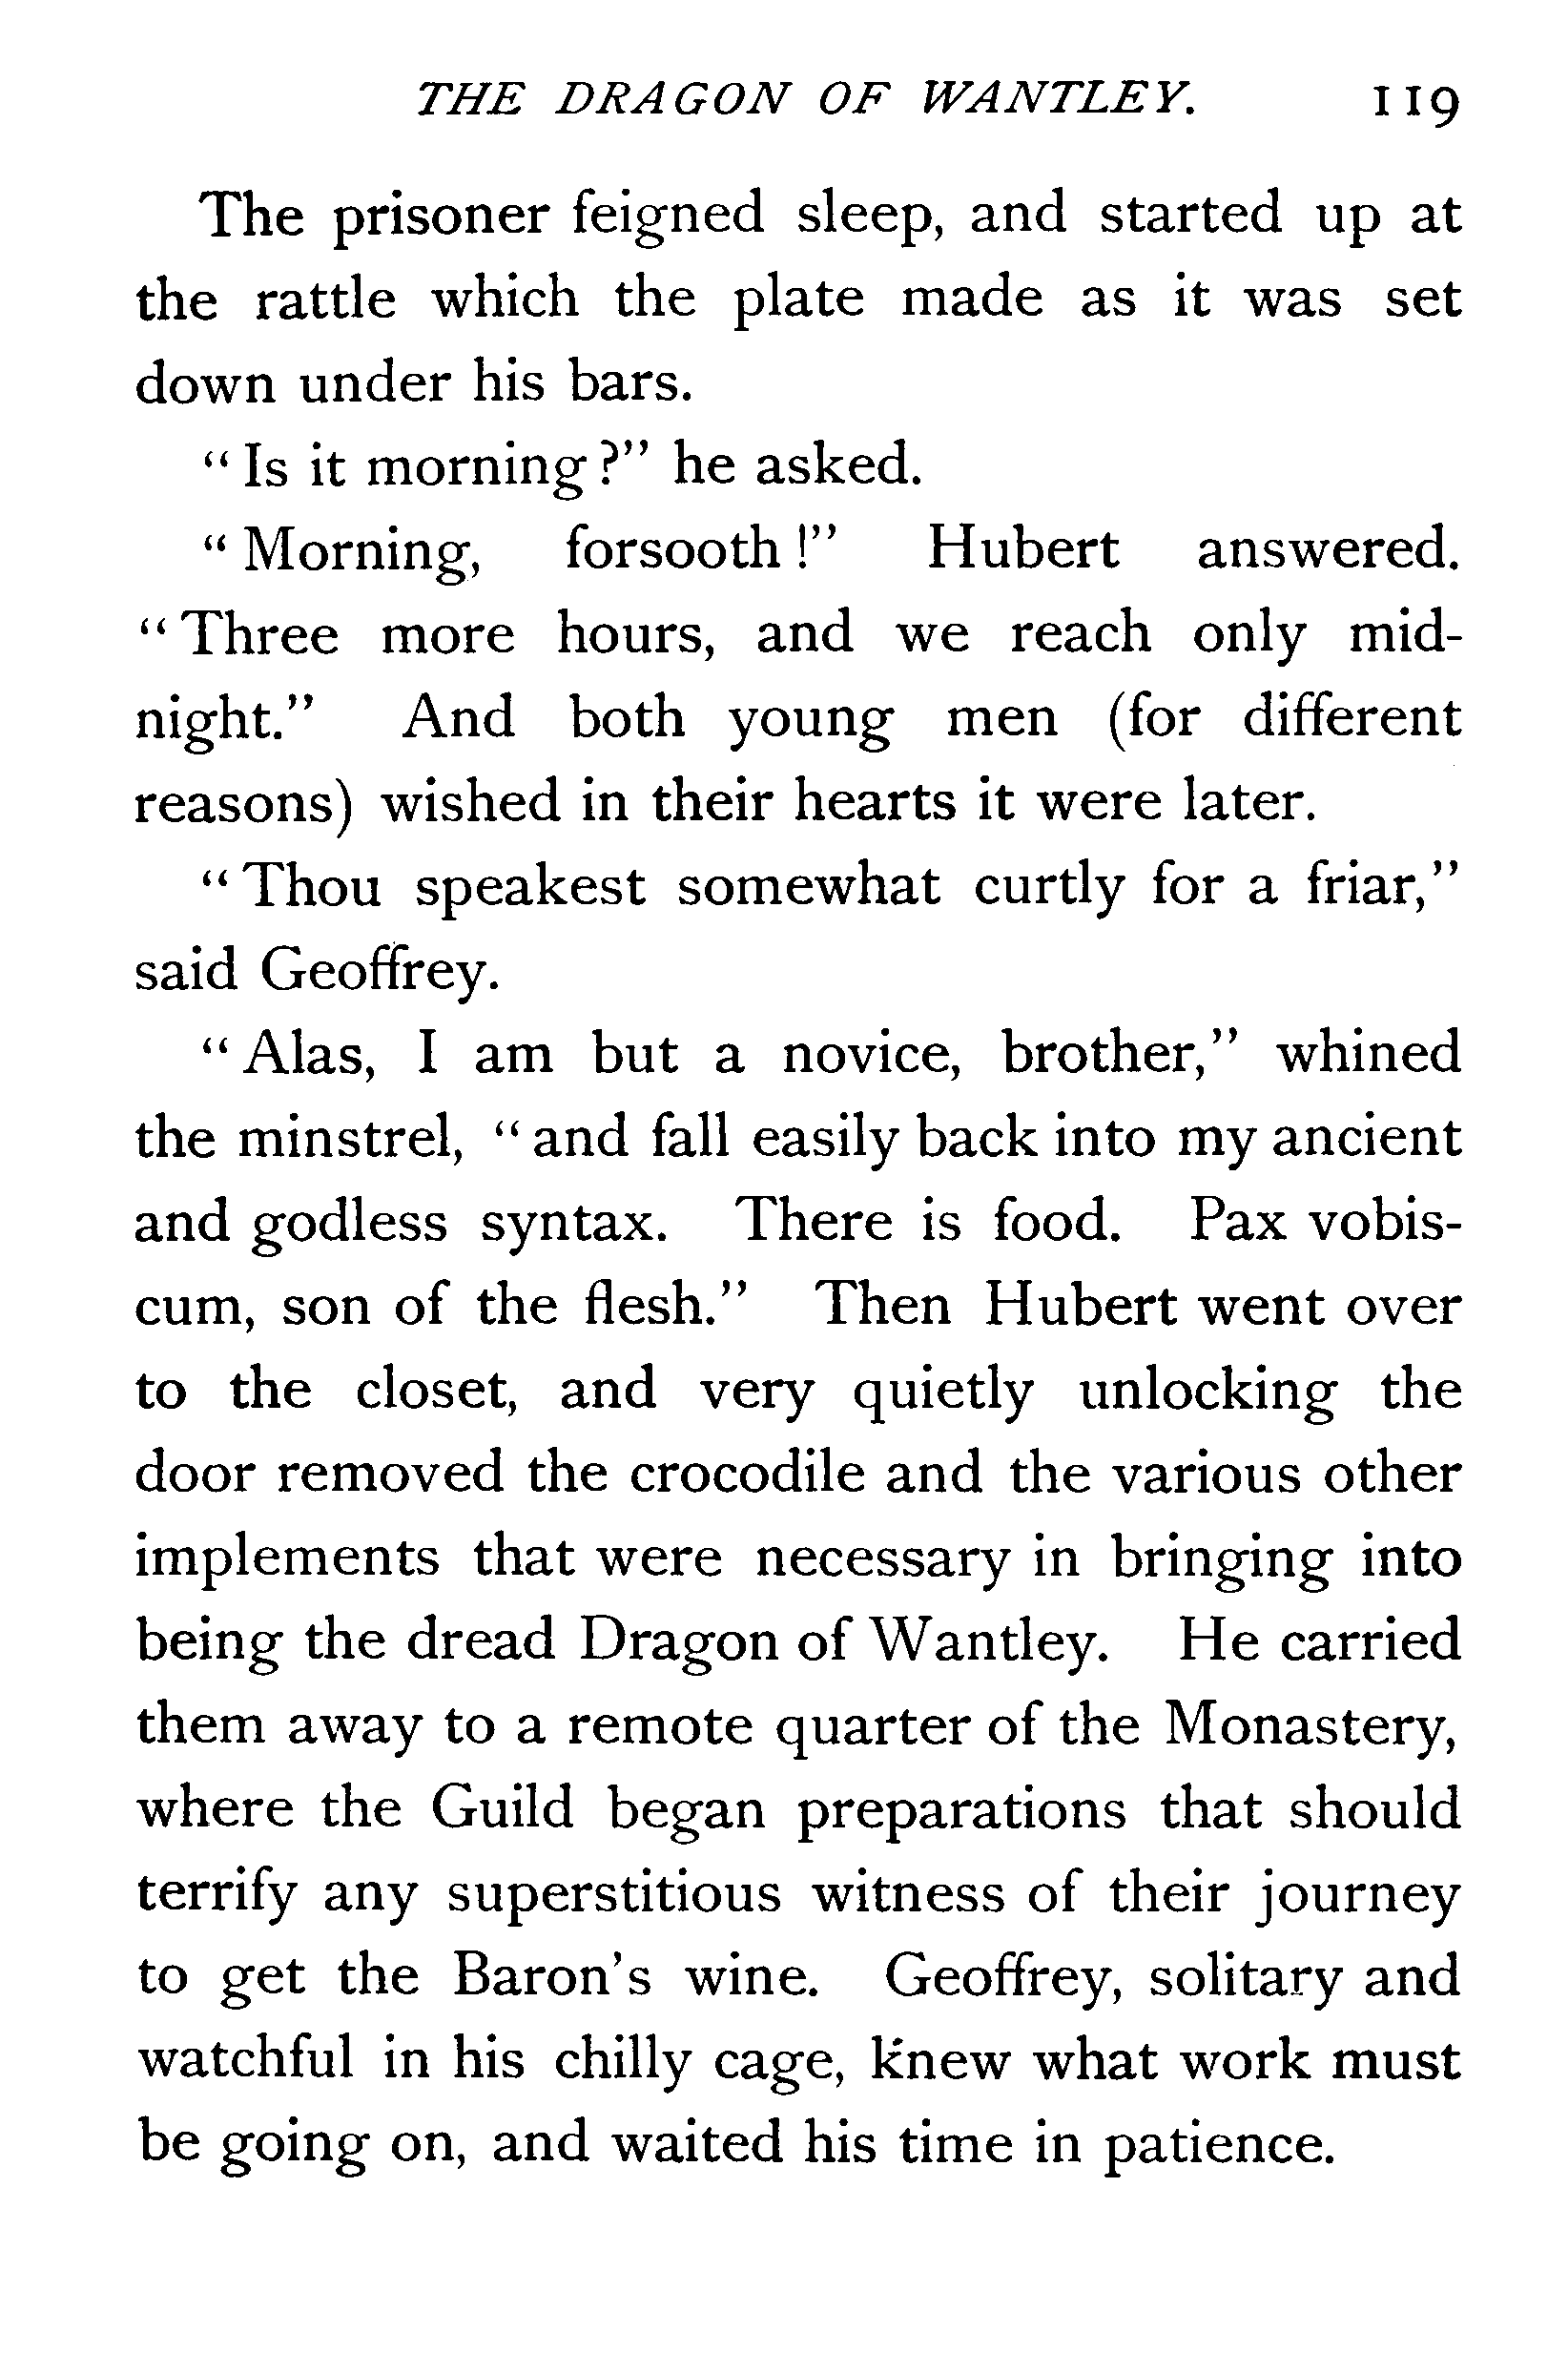 THE DRAGON OF WANTLEY. 119
The prisoner feigned sleep, and started up at
the rattle which the plate made as it was set
down under his bars.
" Is it morning ?" he asked.
" Morning, forsooth !" Hubert answered.
" Three more hours, and we reach only mid-
night." And both young men (for different
reasons) wished in their hearts it were later.
" Thou speakest somewhat curtly for a friar,"
said Geoffrey.
" Alas, I am but a novice, brother," whined
the minstrel, " and fall easily back into my ancient
and godless syntax. There is food. Pax vobis-
cum, son of the flesh." Then Hubert went over
to the closet, and very quietly unlocking the
door removed the crocodile and the various other
implements that were necessary in bringing into
being the dread Dragon of Wantley. He carried
them away to a remote quarter of the Monastery,
where the Guild began preparations that should
terrify any superstitious witness of their journey
to get the Baron's wine. Geoffrey, solitary and
watchful in his chilly cage, knew what work must
be going on, and waited his time in patience.